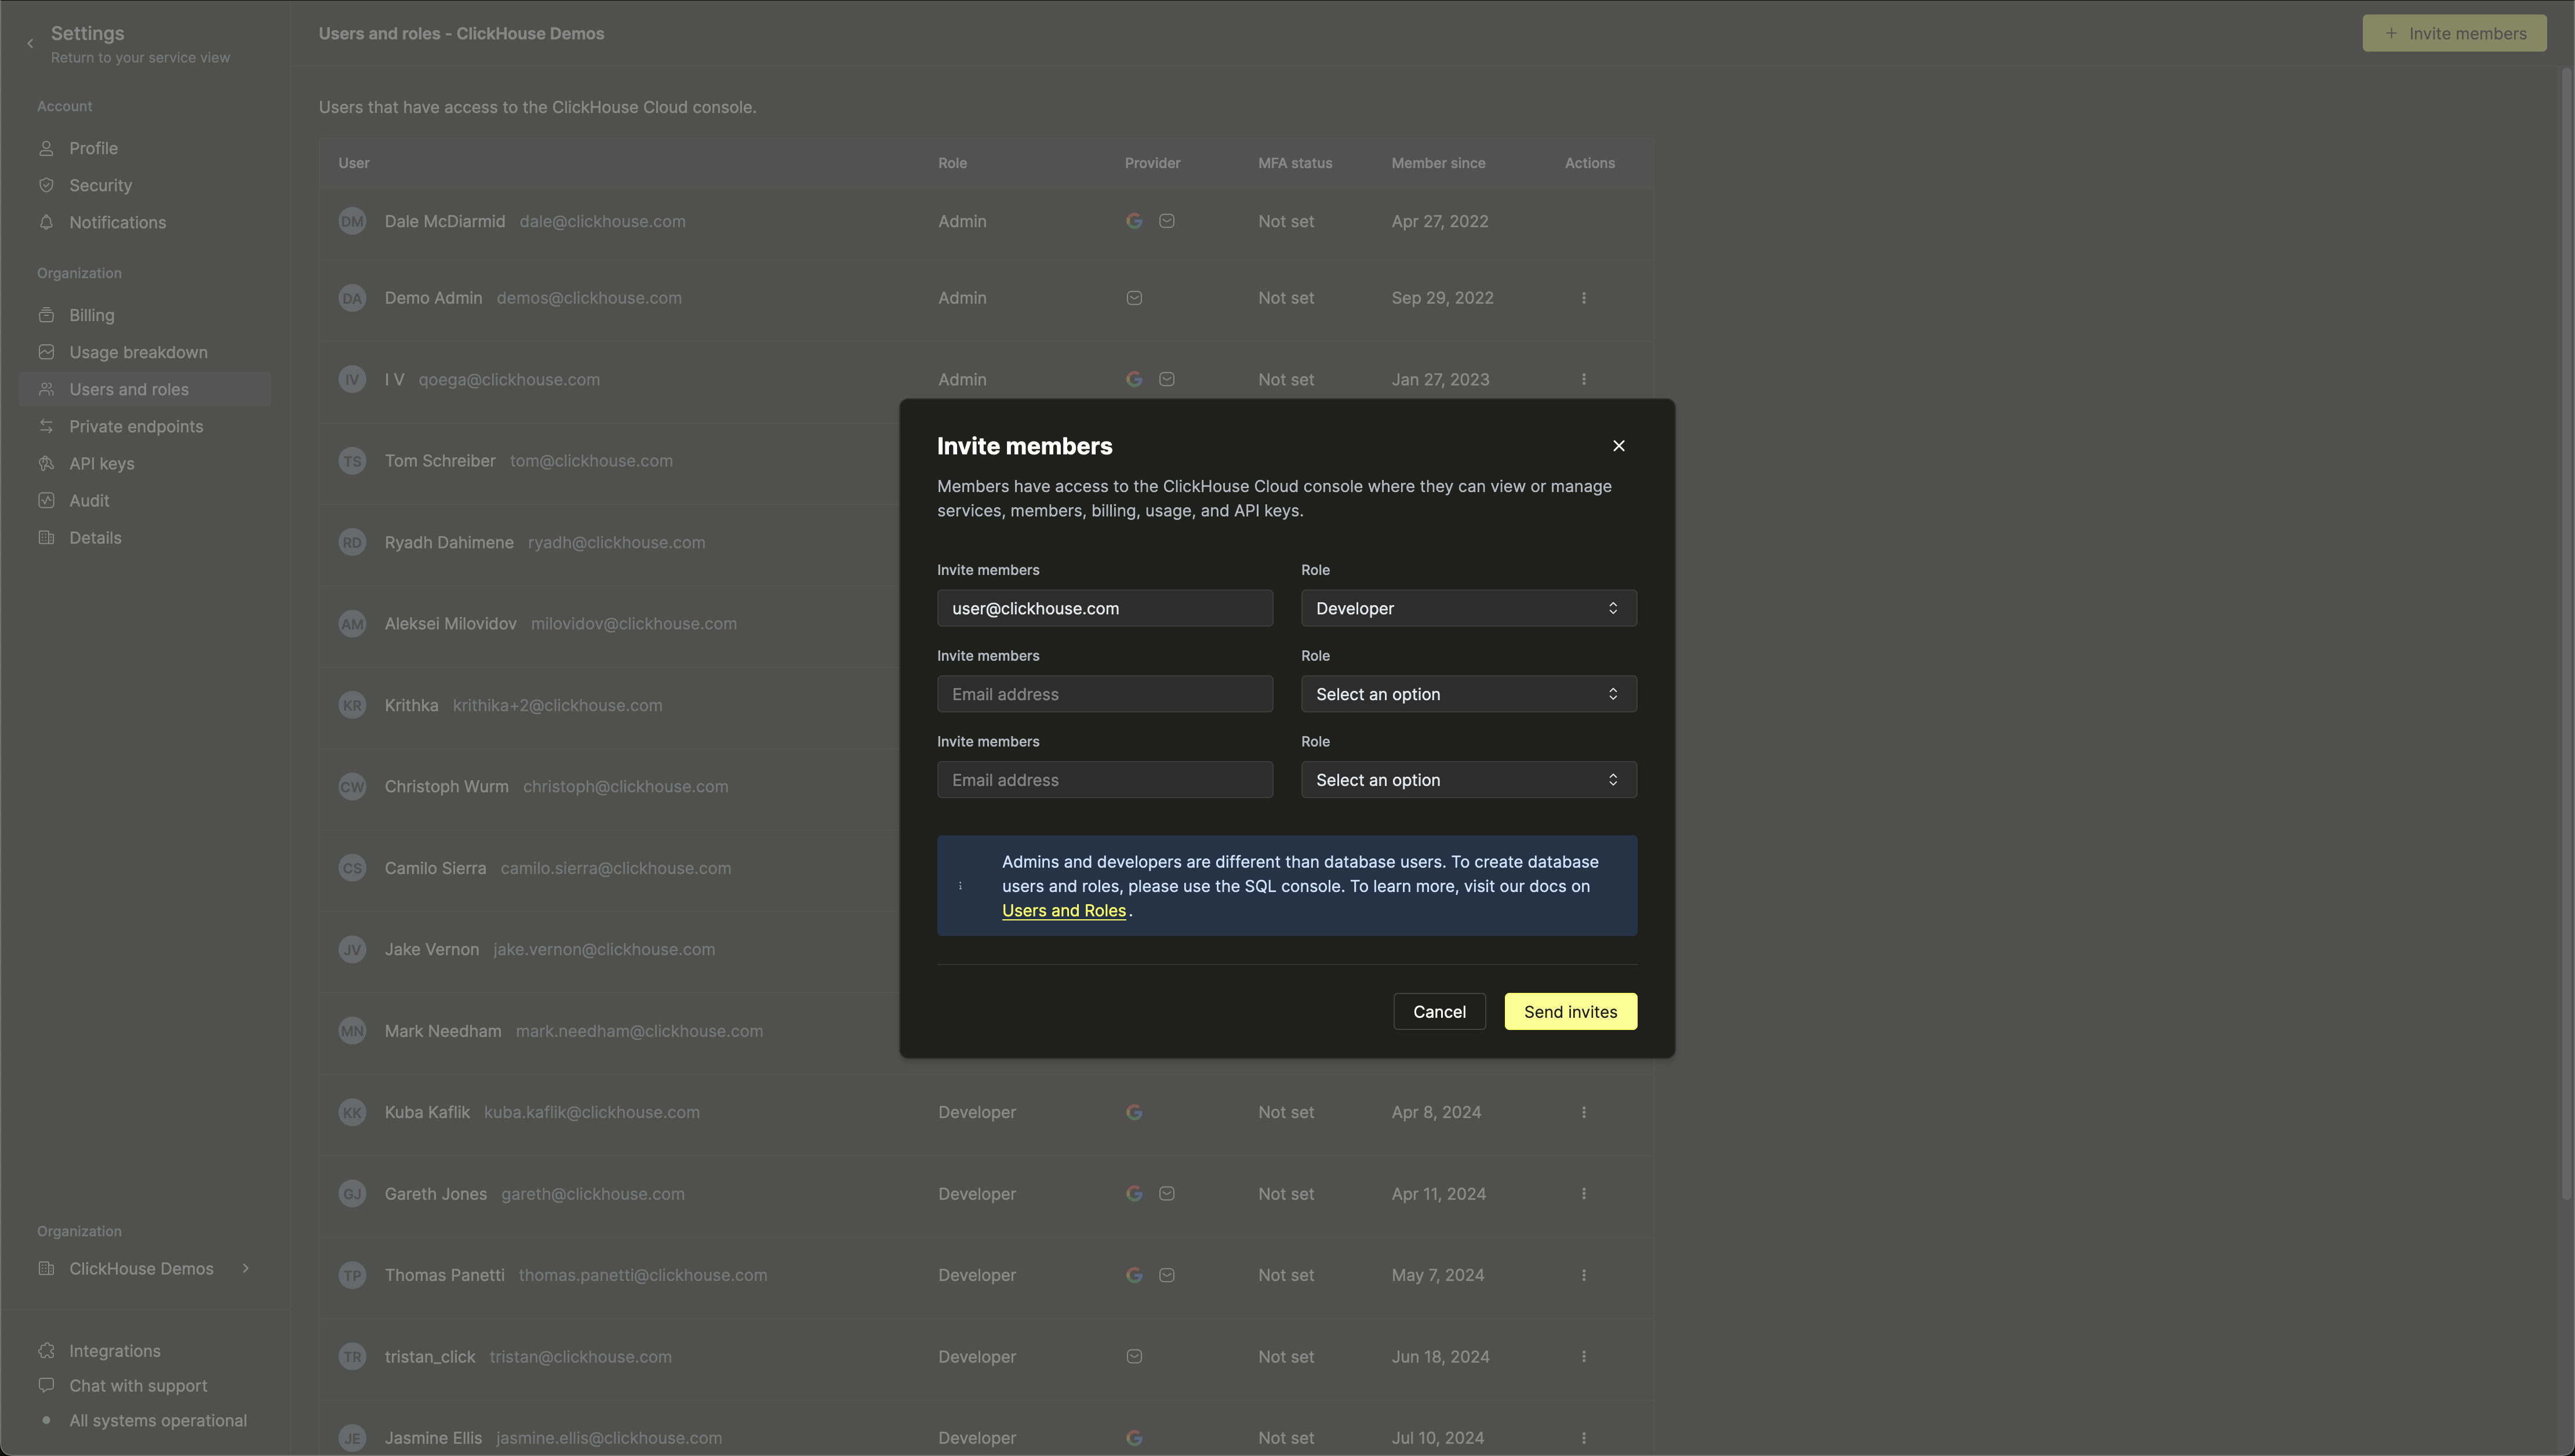 Settings
Return to your service view
Account
Profile
Security
Notifications
Organization
Billing
Usage breakdown
Users and roles
Private endpoints
API keys
Audit
Details
Organization
ClickHouse Demos
Integrations
Chat with support
All systems operational
Users and roles - ClickHouse Demos
Invite members
Users that have access to the ClickHouse Cloud console.
User Role Provider MFA status Member since Actions
DM Dale McDiarmid dale@clickhouse.com Admin Not set Apr 27, 2022
DA Demo Admin demos@clickhouse.com Admin Not set Sep 29, 2022
IV I V qoega@clickhouse.com Admin Not set Jan 27, 2023
TS Tom Schreiber tom@clickhouse.com
RD Ryadh Dahimene ryadh@clickhouse.com
AM Aleksei Milovidov milovidov@clickhouse.com
KR Krithka krithika+2@clickhouse.com
CW Christoph Wurm christoph@clickhouse.com
CS Camilo Sierra camilo.sierra@clickhouse.com
JV Jake Vernon jake.vernon@clickhouse.com
MN Mark Needham mark.needham@clickhouse.com
KK Kuba Kaflik kuba.kaflik@clickhouse.com Developer Not set Apr 8, 2024
GJ Gareth Jones gareth@clickhouse.com Developer Not set Apr 11, 2024
TP Thomas Panetti thomas.panetti@clickhouse.com Developer Not set May 7, 2024
TR tristan_click tristan@clickhouse.com Developer Not set Jun 18, 2024
JE Jasmine Ellis jasmine.ellis@clickhouse.com Developer Not set Jul 10, 2024
Invite members
Members have access to the ClickHouse Cloud console where they can view or manage
services, members, billing, usage, and API keys.
Invite members Role
user@clickhouse.com Developer
Invite members Role
Email address Select an option
Invite members Role
Email address Select an option
Admins and developers are different than database users. To create database
users and roles, please use the SQL console. To learn more, visit our docs on
Users and Roles.
Cancel Send invites